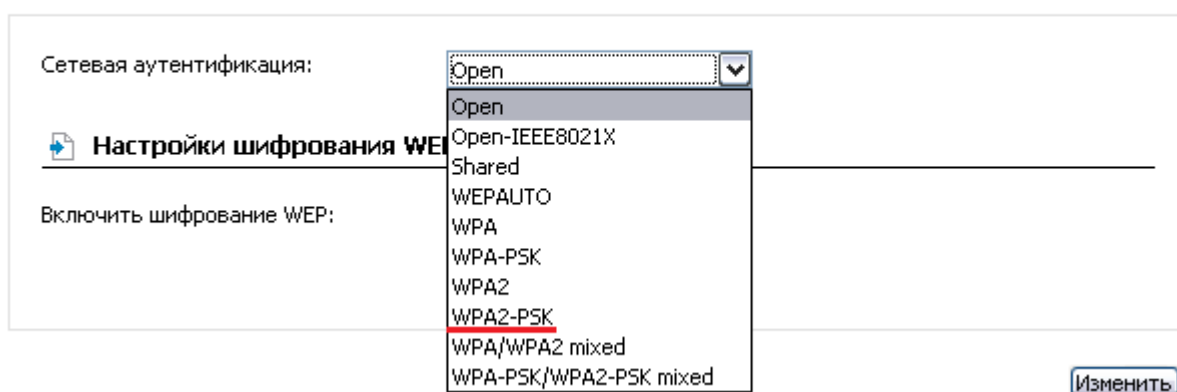 Сетевая аутентификация:
Open
Open
Настройки шифрования WE
Open-IEEE8021X
Shared
WEPAUTO
Включить шифрование WEP:
WPA
WPA-PSK
WPA2
WPA2-PSK
WPA/WPA2 mixed
WPA-PSK/WPA2-PSK mixed
Изменить